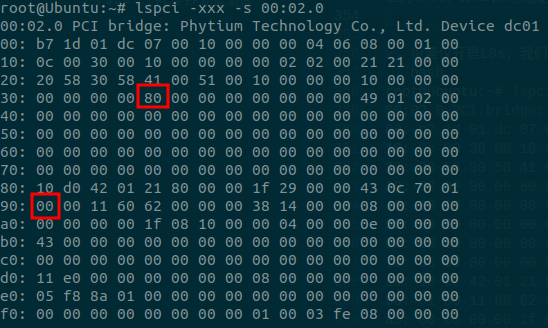 root@Ubuntu:~# lspci -xxx -s 00:02.0
00:02.0 PCI bridge: Phytium Technology Co., Ltd. Device dc01
00: b7 1d 01 dc 07 00 10 00 00 00 04 06 08 00 01 00
10: 0c 00 30 00 10 00 00 00 00 02 02 00 21 21 00 00
20: 20 58 30 58 41 00 51 00 10 00 00 00 10 00 00 00
30: 00 00 00 00 80 00 00 00 00 00 00 00 49 01 02 00
40: 00 00 00 00 00 00 00 00 00 00 00 00 00 00 00 00
50: 00 00 00 00 00 00 00 00 00 00 00 00 00 00 00 00
60: 00 00 00 00 00 00 00 00 00 00 00 00 00 00 00 00
70: 00 00 00 00 00 00 00 00 00 00 00 00 00 00 00 00
80: 10 d0 42 01 21 80 00 00 1f 29 00 00 43 0c 70 01
90: 00 00 11 60 62 00 00 00 38 14 00 00 08 00 00 00
a0: 00 00 00 00 1f 08 10 00 00 04 00 00 0e 00 00 00
b0: 43 00 00 00 00 00 00 00 00 00 00 00 00 00 00 00
c0: 00 00 00 00 00 00 00 00 00 00 00 00 00 00 00 00
d0: 11 e0 00 00 00 00 00 00 08 00 00 00 00 00 00 00
e0: 05 f8 8a 01 00 00 00 00 00 00 00 00 00 00 00 00
f0: 00 00 00 00 00 00 00 00 01 00 03 fe 08 00 00 00